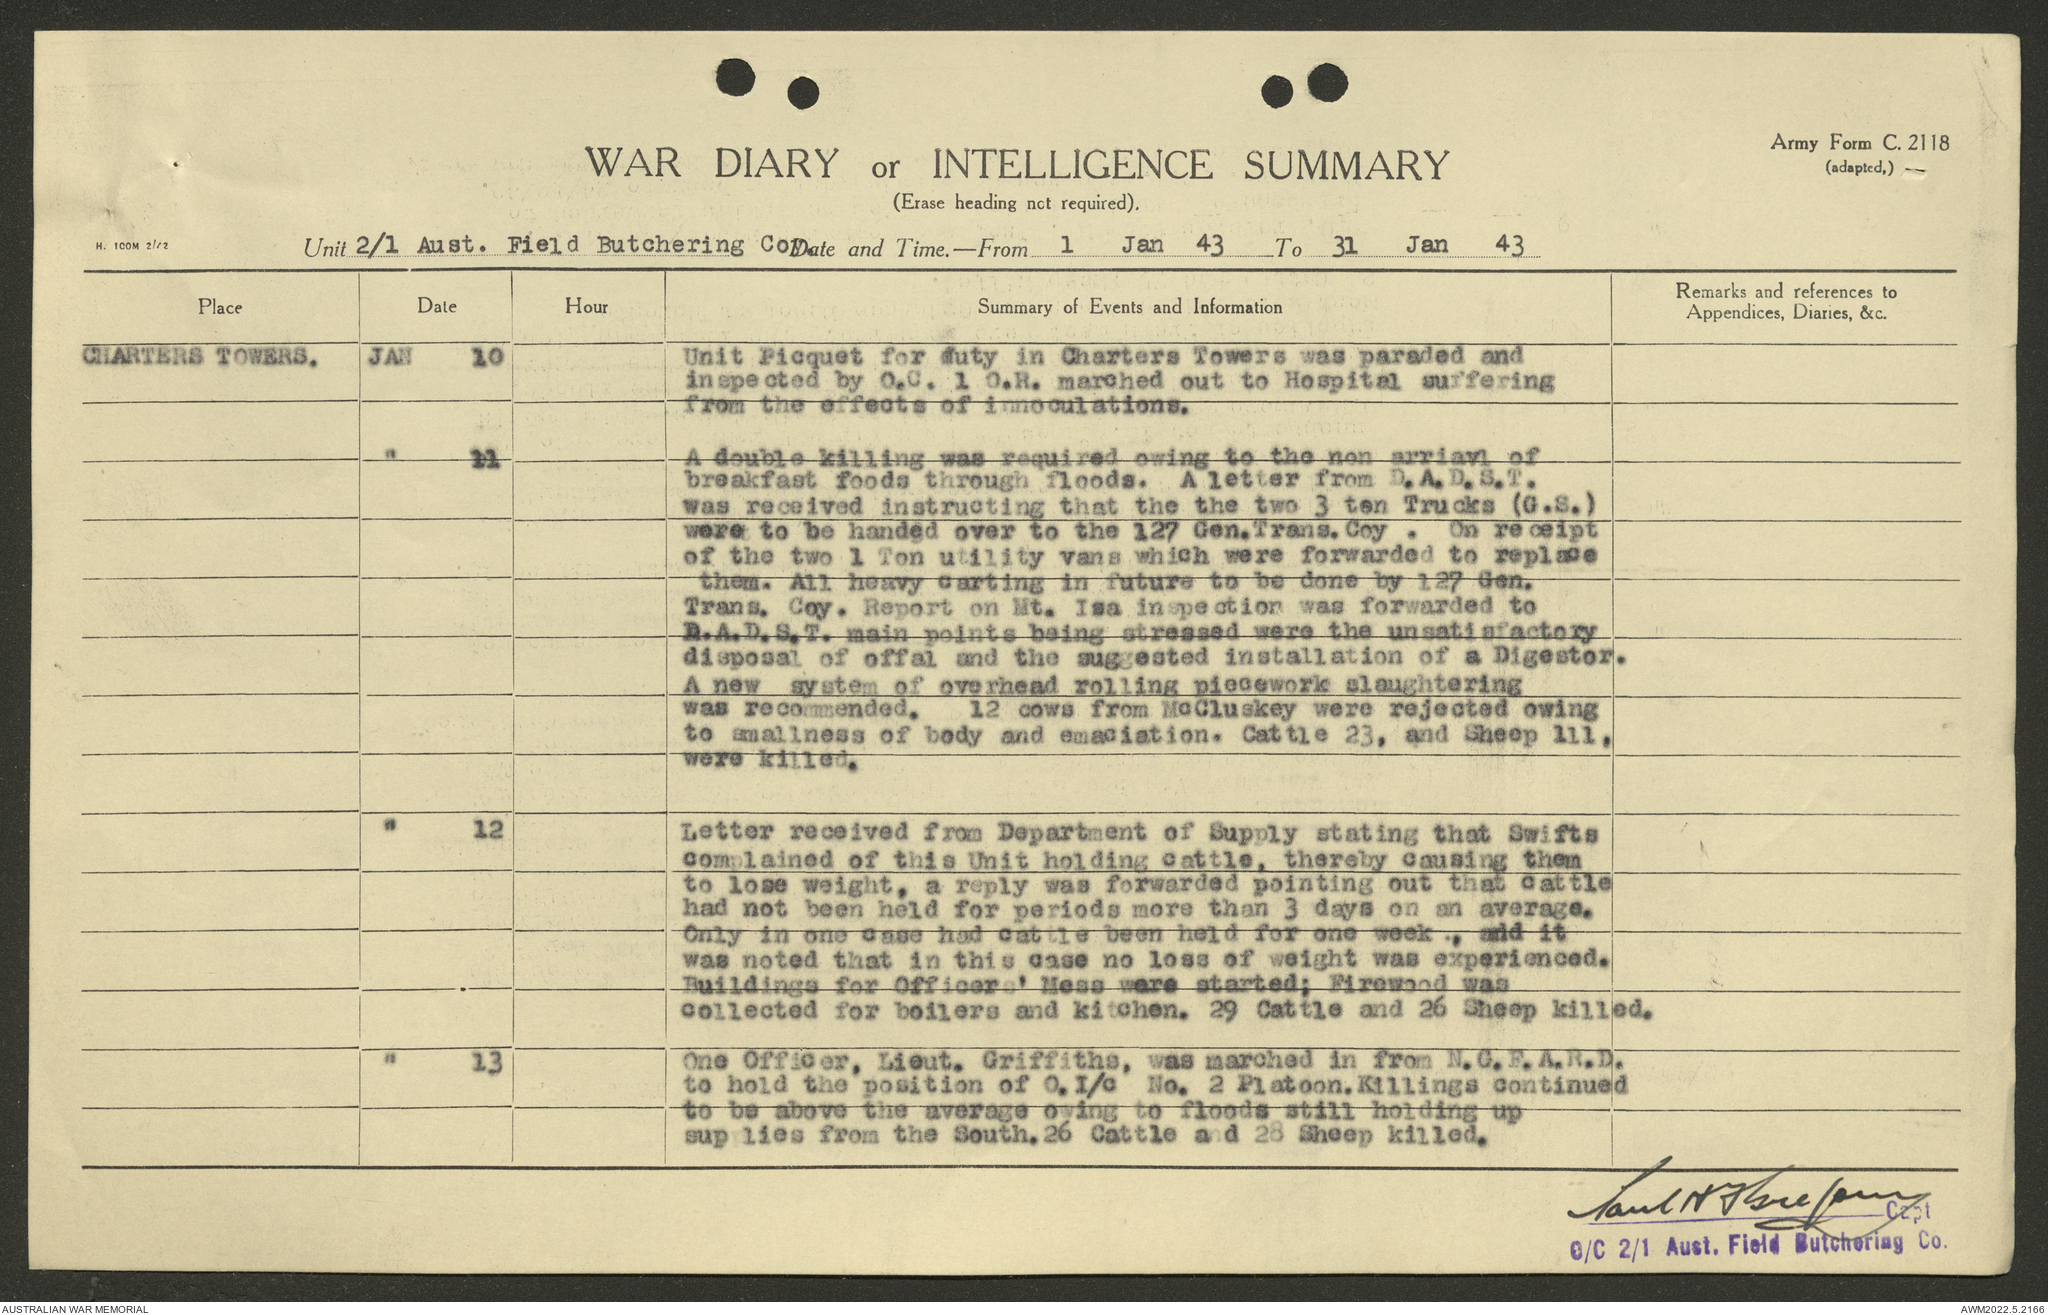 Army Form C. 2118
(adapted,) —
WAR DIARY or INTELLIGENCE SUMMARY
(Erase heading not required).
H. 100M 2/42
Unit 2/1 Aust. Field Butchering Coy. Date and Time.—From 1 Jan 43 To 31 Jan 43
Place Date Hour Summary of Events and Information Remarks and references to
Appendices, Diaries, &c.
CHARTERS TOWERS. JAN 10 Unit Picquet for duty in Charters Towers was paraded and
inspected by O.C. 1 O.R. marched out to Hospital suffering
from the effects of innoculations.
" 11 A double killing was required owing to the non arriavl of
breakfast foods through floods. A letter from D.A.D.S.T.
was received instructing that the the two 3 ton Trucks (G.S.)
were to be handed over to the 127 Gen.Trans.Coy . On receipt
of the two 1 Ton utility vans which were forwarded to replace
them. All heavy carting in future to be done by 127 Gen.
Trans. Coy. Report on Mt. Isa inspection was forwarded to
D.A.D.S.T. main points being stressed were the unsatisfactory
disposal of offal and the suggested installation of a Digestor.
A new system of overhead rolling piecework slaughtering
was recommended. 12 cows from McCluskey were rejected owing
to smallness of body and emaciation. Cattle 23, and Sheep 111,
were killed.
" 12 Letter received from Department of Supply stating that Swifts
complained of this Unit holding cattle, thereby causing them
to lose weight, a reply was forwarded pointing out that cattle
had not been held for periods more than 3 days on an average.
Only in one case had cattle been held for one week ., and it
was noted that in this case no loss of weight was experienced.
Buildings for Officers' Mess were started; Firewood was
collected for boilers and kitchen. 29 Cattle and 26 Sheep killed.
" 13 One Officer, Lieut. Griffiths, was marched in from N.C.F.A.R.D.
to hold the position of O.I/c No. 2 Platoon.Killings continued
to be above the average owing to floods still holding up
supplies from the South.26 Cattle and 28 Sheep killed.
Capt
O/C 2/1 Aust. Field Butchering Co.
AUSTRALIAN WAR MEMORIAL
AWM2022.5.2166